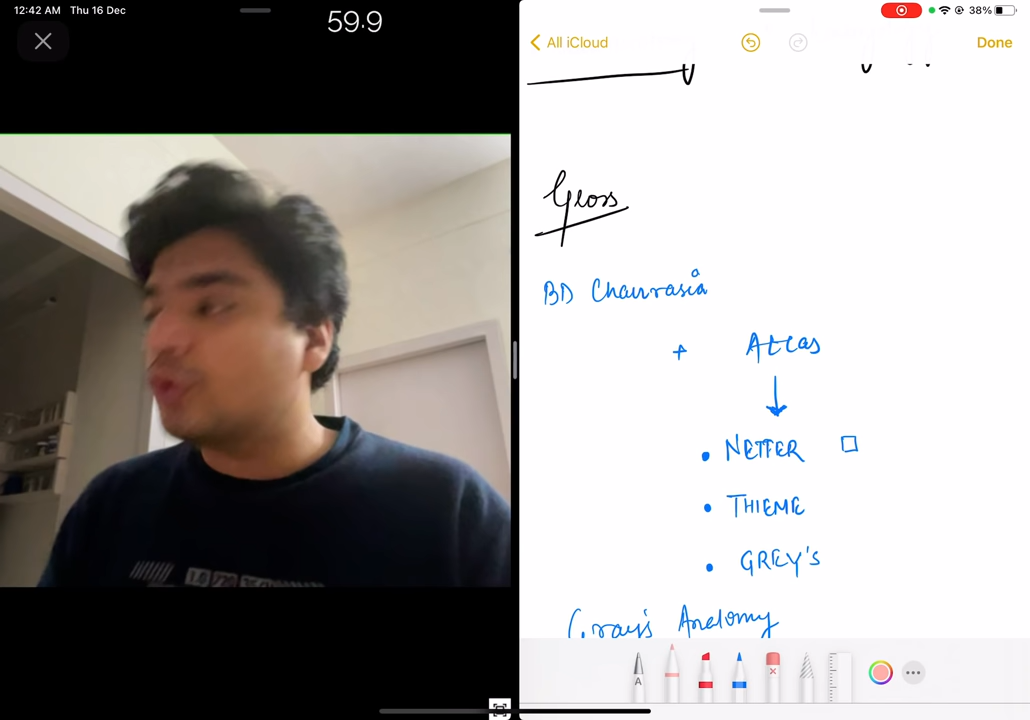 12:42 AM Thu 16 Dec
59.9
38%
All iCloud
Done
Gross
BD Chaurasia
+ Atlas
NETTER
THIEME
GREY'S
Gray's Anatomy
A